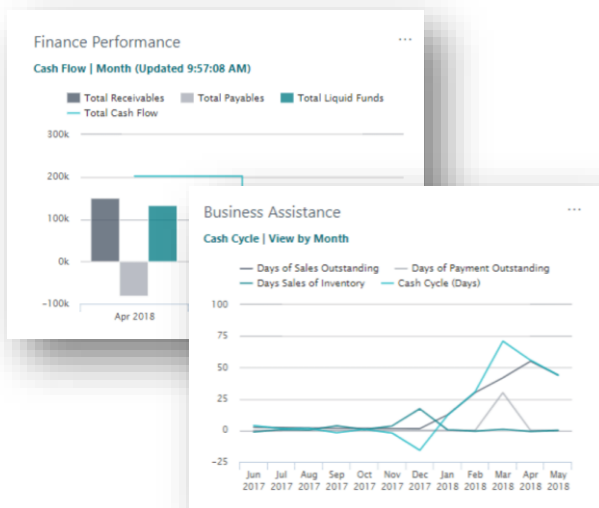 Finance Performance
...
Cash Flow | Month (Updated 9:57:08 AM)
Total Receivables Total Payables Total Liquid Funds
Total Cash Flow
300k
200k
100k
0k
-100k
Apr 2018
Business Assistance
...
Cash Cycle | View by Month
Days of Sales Outstanding Days of Payment Outstanding
Days Sales of Inventory Cash Cycle (Days)
100
75
50
25
0
-25
Jun Jul Aug Sep Oct Nov Dec Jan Feb Mar Apr May
2017 2017 2017 2017 2017 2017 2017 2018 2018 2018 2018 2018